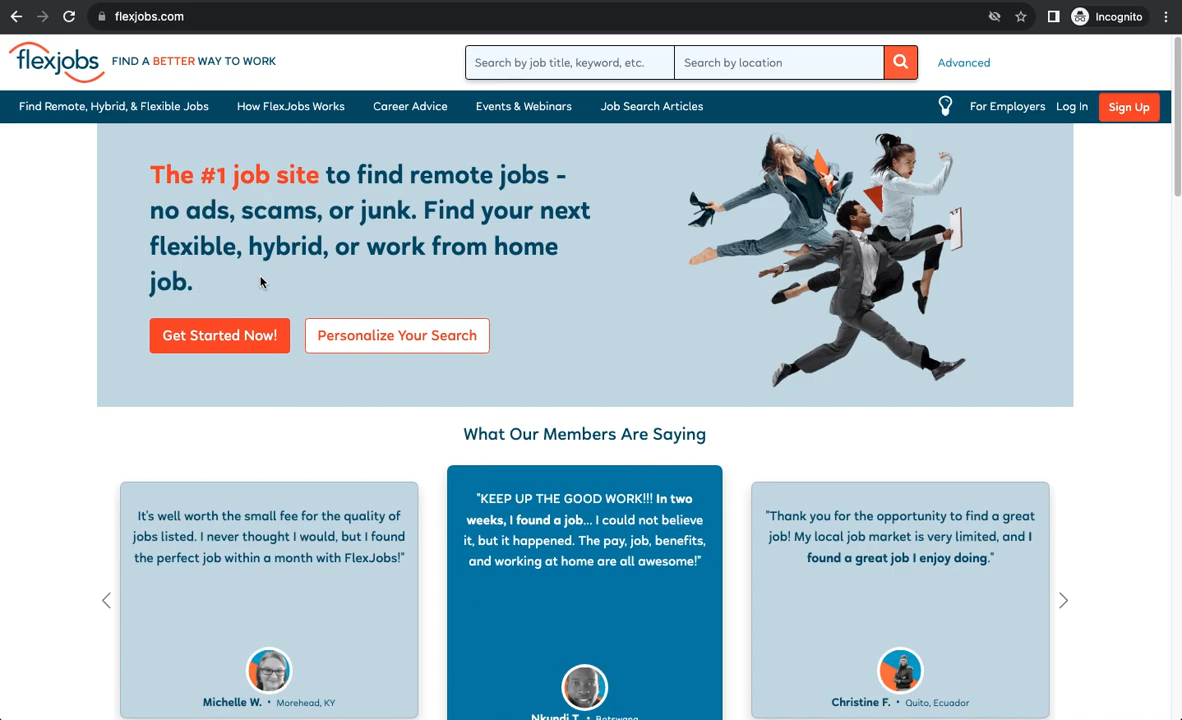 flexjobs.com
Incognito
flexjobs
FIND A BETTER WAY TO WORK
Search by job title, keyword, etc.
Search by location
Advanced
Find Remote, Hybrid, & Flexible Jobs
How FlexJobs Works
Career Advice
Events & Webinars
Job Search Articles
For Employers
Log In
Sign Up
The #1 job site to find remote jobs -
no ads, scams, or junk. Find your next
flexible, hybrid, or work from home
job.
Get Started Now!
Personalize Your Search
What Our Members Are Saying
It's well worth the small fee for the quality of
jobs listed. I never thought I would, but I found
the perfect job within a month with FlexJobs!"
Michelle W. • Morehead, KY
"KEEP UP THE GOOD WORK!!! In two
weeks, I found a job... I could not believe
it, but it happened. The pay, job, benefits,
and working at home are all awesome!"
Nkundi T. • Botswana
"Thank you for the opportunity to find a great
job! My local job market is very limited, and I
found a great job I enjoy doing."
Christine F. • Quito, Ecuador